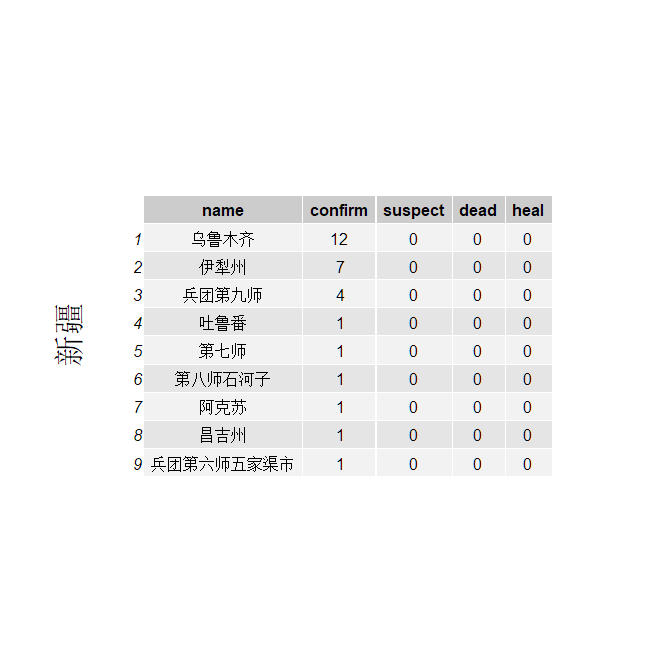 新疆
name confirm suspect dead heal
1 乌鲁木齐 12 0 0 0
2 伊犁州 7 0 0 0
3 兵团第九师 4 0 0 0
4 吐鲁番 1 0 0 0
5 第七师 1 0 0 0
6 第八师石河子 1 0 0 0
7 阿克苏 1 0 0 0
8 昌吉州 1 0 0 0
9 兵团第六师五家渠市 1 0 0 0